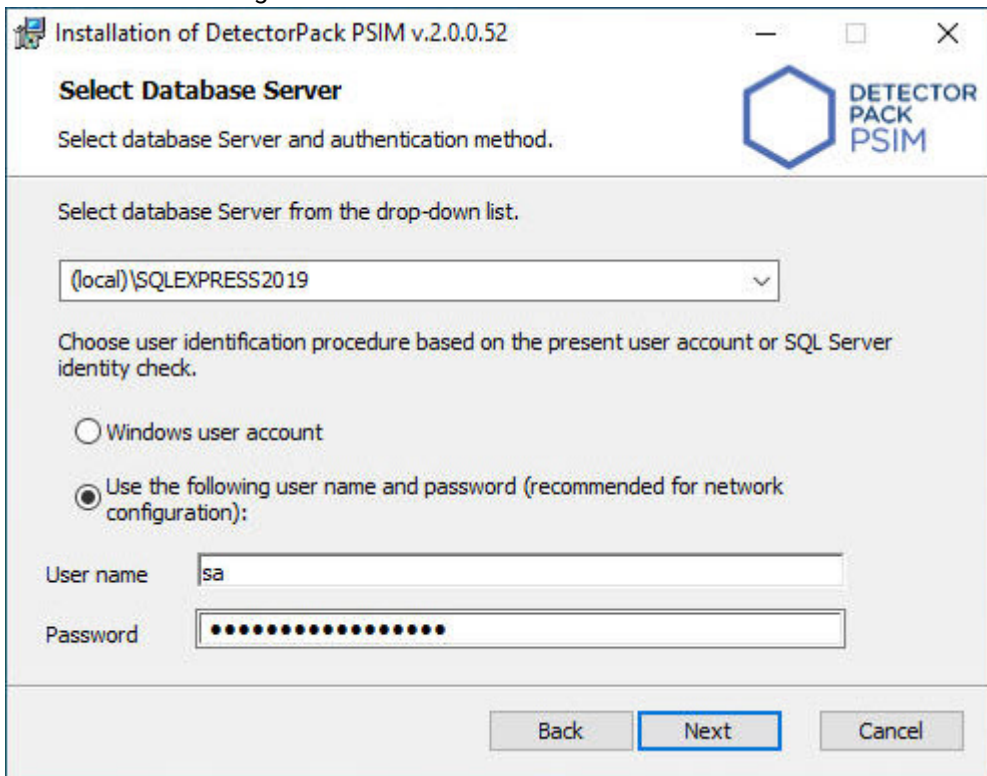 Installation of DetectorPack PSIM v.2.0.0.52
Select Database Server
Select database Server and authentication method.
DETECTOR
PACK
PSIM
Select database Server from the drop-down list.
(local)\SQLEXPRESS2019
Choose user identification procedure based on the present user account or SQL Server
identity check.
Windows user account
Use the following user name and password (recommended for network
configuration):
User name
sa
Password
•••••••••••••••••
Back
Next
Cancel